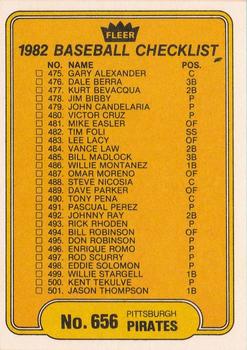 FLEER
1982 BASEBALL CHECKLIST
NO. NAME POS.
475. GARY ALEXANDER C
476. DALE BERRA 3B
477. KURT BEVACQUA 2B
478. JIM BIBBY P
479. JOHN CANDELARIA P
480. VICTOR CRUZ P
481. MIKE EASLER OF
482. TIM FOLI SS
483. LEE LACY OF
484. VANCE LAW 2B
485. BILL MADLOCK 3B
486. WILLIE MONTANEZ 1B
487. OMAR MORENO OF
488. STEVE NICOSIA C
489. DAVE PARKER OF
490. TONY PENA C
491. PASCUAL PEREZ P
492. JOHNNY RAY 2B
493. RICK RHODEN P
494. BILL ROBINSON OF
495. DON ROBINSON P
496. ENRIQUE ROMO P
497. ROD SCURRY P
498. EDDIE SOLOMON P
499. WILLIE STARGELL 1B
500. KENT TEKULVE P
501. JASON THOMPSON 1B
No. 656 PITTSBURGH
PIRATES